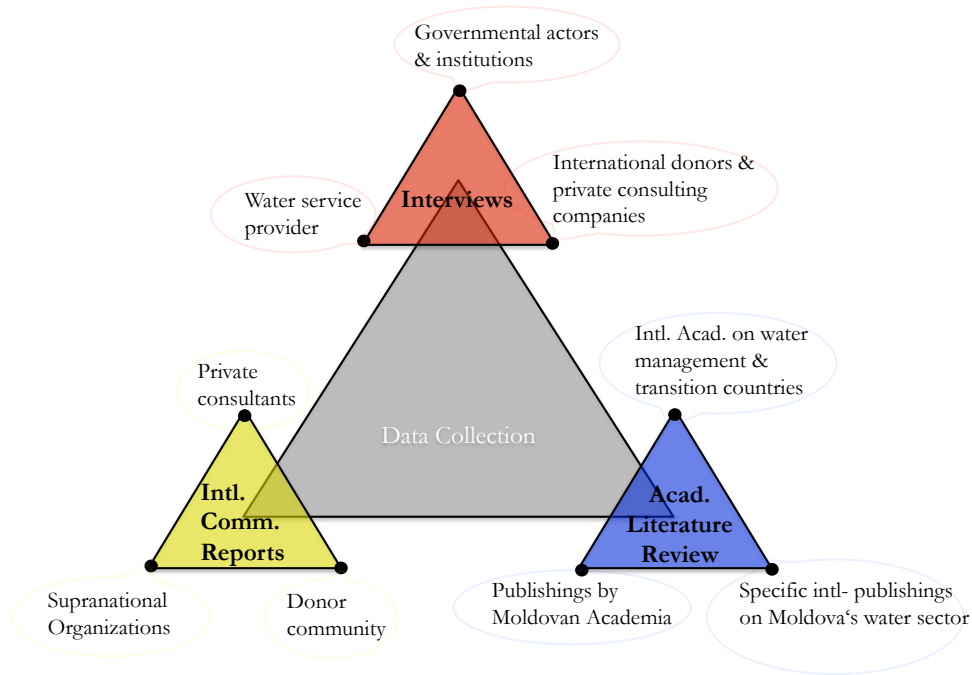 Governmental actors
& institutions
International donors &
private consulting
companies
Water service
provider
Interviews
Intl. Acad. on water
management &
transition countries
Private
consultants
Data Collection
Intl.
Comm.
Reports
Acad.
Literature
Review
Supranational
Organizations
Donor
community
Publishings by
Moldovan Academia
Specific intl- publishings
on Moldova‘s water sector